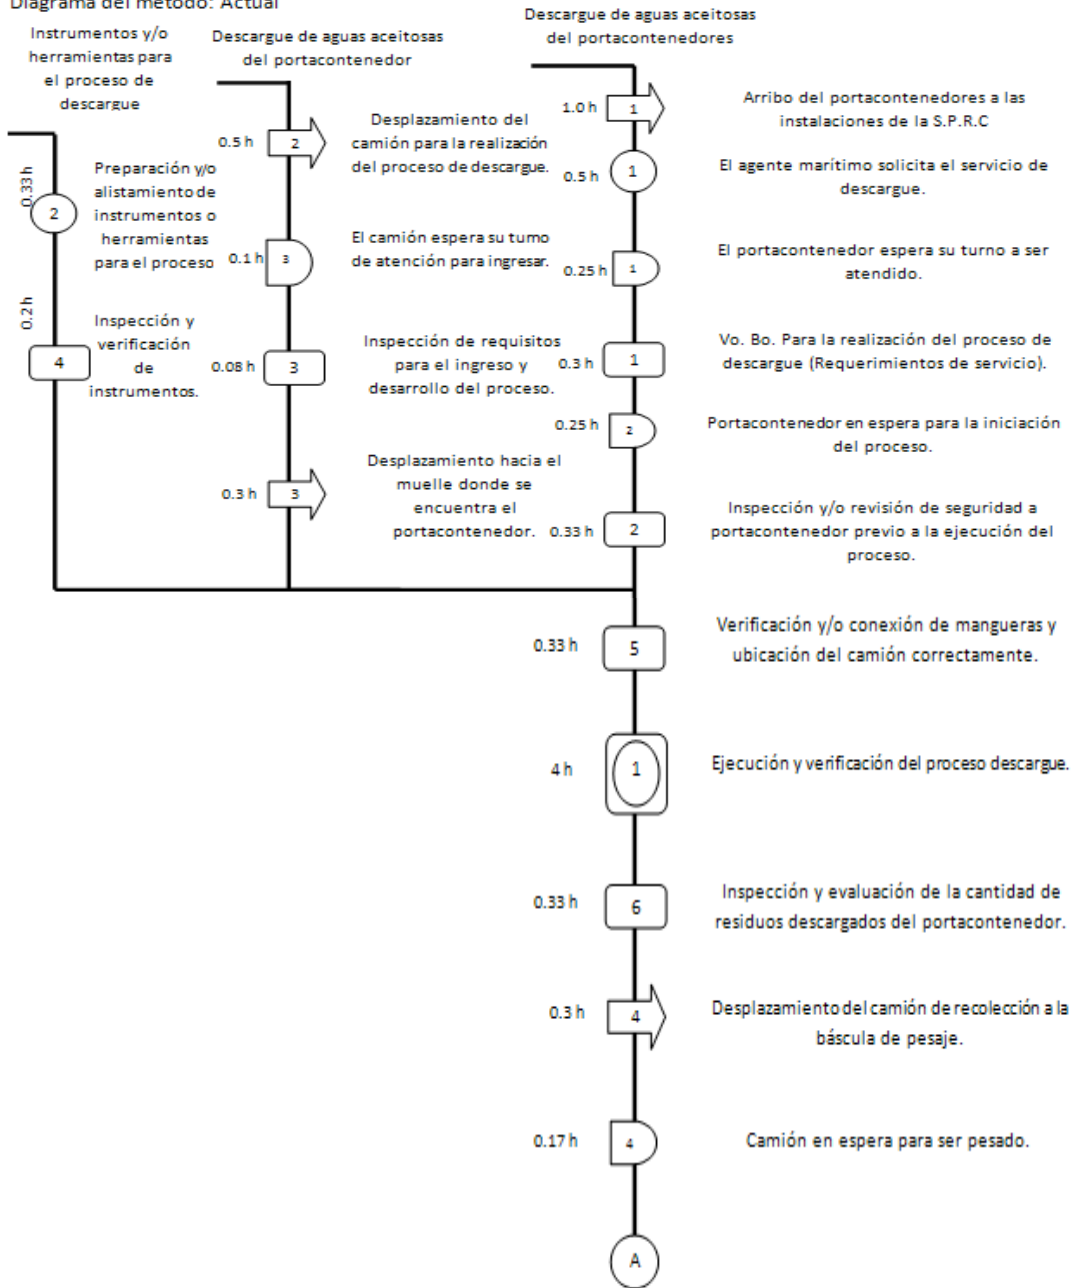 Diagrama del método: Actual
Instrumentos y/o
herramientas para
el proceso de
descargue
Descargue de aguas aceitosas
del portacontenedor
Descargue de aguas aceitosas
del portacontenedores
0.33 h
2
Preparación y/o
alistamiento de
instrumentos o
herramientas
para el proceso
0.2 h
4
Inspección y
verificación
de
instrumentos.
0.5 h
2
Desplazamiento del
camión para la realización
del proceso de descargue.
0.1 h
3
El camión espera su turno
de atención para ingresar.
0.08 h
3
Inspección de requisitos
para el ingreso y
desarrollo del proceso.
0.3 h
3
Desplazamiento hacia el
muelle donde se
encuentra el
portacontenedor.
1.0 h
1
Arribo del portacontenedores a las
instalaciones de la S.P.R.C
0.5 h
1
El agente marítimo solicita el servicio de
descargue.
0.25 h
1
El portacontenedor espera su turno a ser
atendido.
0.3 h
1
Vo. Bo. Para la realización del proceso de
descargue (Requerimientos de servicio).
0.25 h
2
Portacontenedor en espera para la iniciación
del proceso.
0.33 h
2
Inspección y/o revisión de seguridad a
portacontenedor previo a la ejecución del
proceso.
0.33 h
5
Verificación y/o conexión de mangueras y
ubicación del camión correctamente.
4 h
1
Ejecución y verificación del proceso descargue.
0.33 h
6
Inspección y evaluación de la cantidad de
residuos descargados del portacontenedor.
0.3 h
4
Desplazamiento del camión de recolección a la
báscula de pesaje.
0.17 h
4
Camión en espera para ser pesado.
A